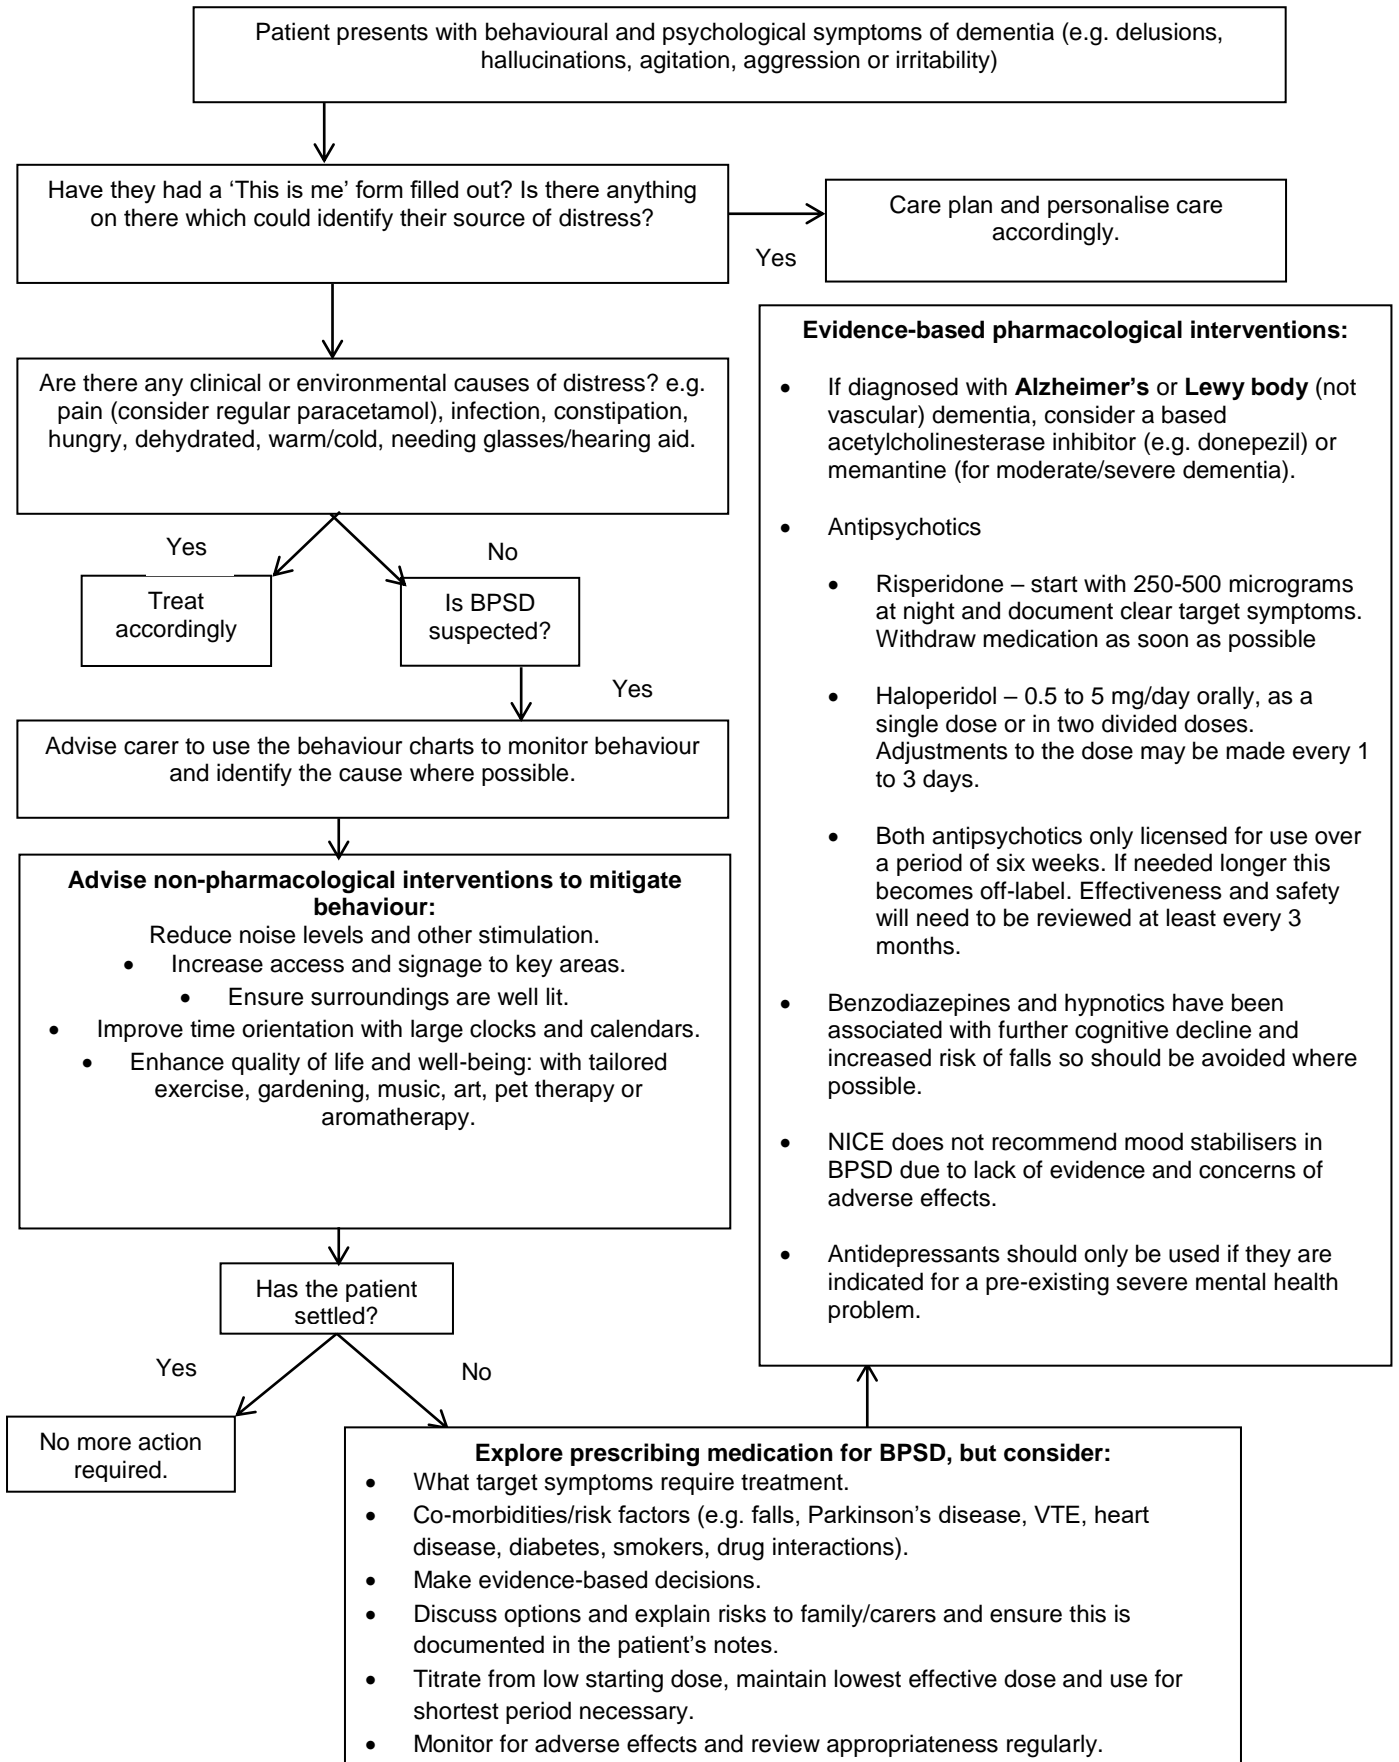 Patient presents with behavioural and psychological symptoms of dementia (e.g. delusions,
hallucinations, agitation, aggression or irritability)
Have they had a ‘This is me’ form filled out? Is there anything
on there which could identify their source of distress?
Yes
Care plan and personalise care
accordingly.
Are there any clinical or environmental causes of distress? e.g.
pain (consider regular paracetamol), infection, constipation,
hungry, dehydrated, warm/cold, needing glasses/hearing aid.
Yes
No
Treat
accordingly
Is BPSD
suspected?
Yes
Advise carer to use the behaviour charts to monitor behaviour
and identify the cause where possible.
Advise non-pharmacological interventions to mitigate
behaviour:
Reduce noise levels and other stimulation.
• Increase access and signage to key areas.
• Ensure surroundings are well lit.
• Improve time orientation with large clocks and calendars.
• Enhance quality of life and well-being: with tailored
exercise, gardening, music, art, pet therapy or
aromatherapy.
Has the patient
settled?
Yes
No
No more action
required.
Explore prescribing medication for BPSD, but consider:
• What target symptoms require treatment.
• Co-morbidities/risk factors (e.g. falls, Parkinson’s disease, VTE, heart
disease, diabetes, smokers, drug interactions).
• Make evidence-based decisions.
• Discuss options and explain risks to family/carers and ensure this is
documented in the patient’s notes.
• Titrate from low starting dose, maintain lowest effective dose and use for
shortest period necessary.
• Monitor for adverse effects and review appropriateness regularly.
Evidence-based pharmacological interventions:
• If diagnosed with Alzheimer’s or Lewy body (not
vascular) dementia, consider a based
acetylcholinesterase inhibitor (e.g. donepezil) or
memantine (for moderate/severe dementia).
• Antipsychotics
• Risperidone – start with 250-500 micrograms
at night and document clear target symptoms.
Withdraw medication as soon as possible
• Haloperidol – 0.5 to 5 mg/day orally, as a
single dose or in two divided doses.
Adjustments to the dose may be made every 1
to 3 days.
• Both antipsychotics only licensed for use over
a period of six weeks. If needed longer this
becomes off-label. Effectiveness and safety
will need to be reviewed at least every 3
months.
• Benzodiazepines and hypnotics have been
associated with further cognitive decline and
increased risk of falls so should be avoided where
possible.
• NICE does not recommend mood stabilisers in
BPSD due to lack of evidence and concerns of
adverse effects.
• Antidepressants should only be used if they are
indicated for a pre-existing severe mental health
problem.